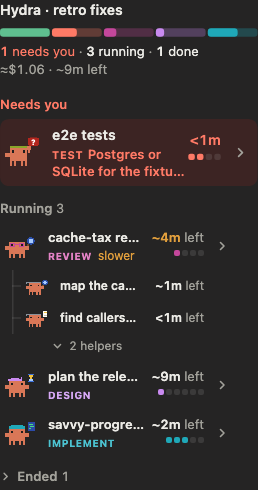 Hydra · retro fixes
1 needs you · 3 running · 1 done
≈$1.06 · ~9m left
Needs you
e2e tests
<1m
TEST Postgres or
SQLite for the fixtu...
Running 3
cache-tax re...
~4m left
REVIEW slower
map the ca...
~1m left
find callers...
<1m left
2 helpers
plan the rele...
~9m left
DESIGN
savvy-progre...
~2m left
IMPLEMENT
Ended 1